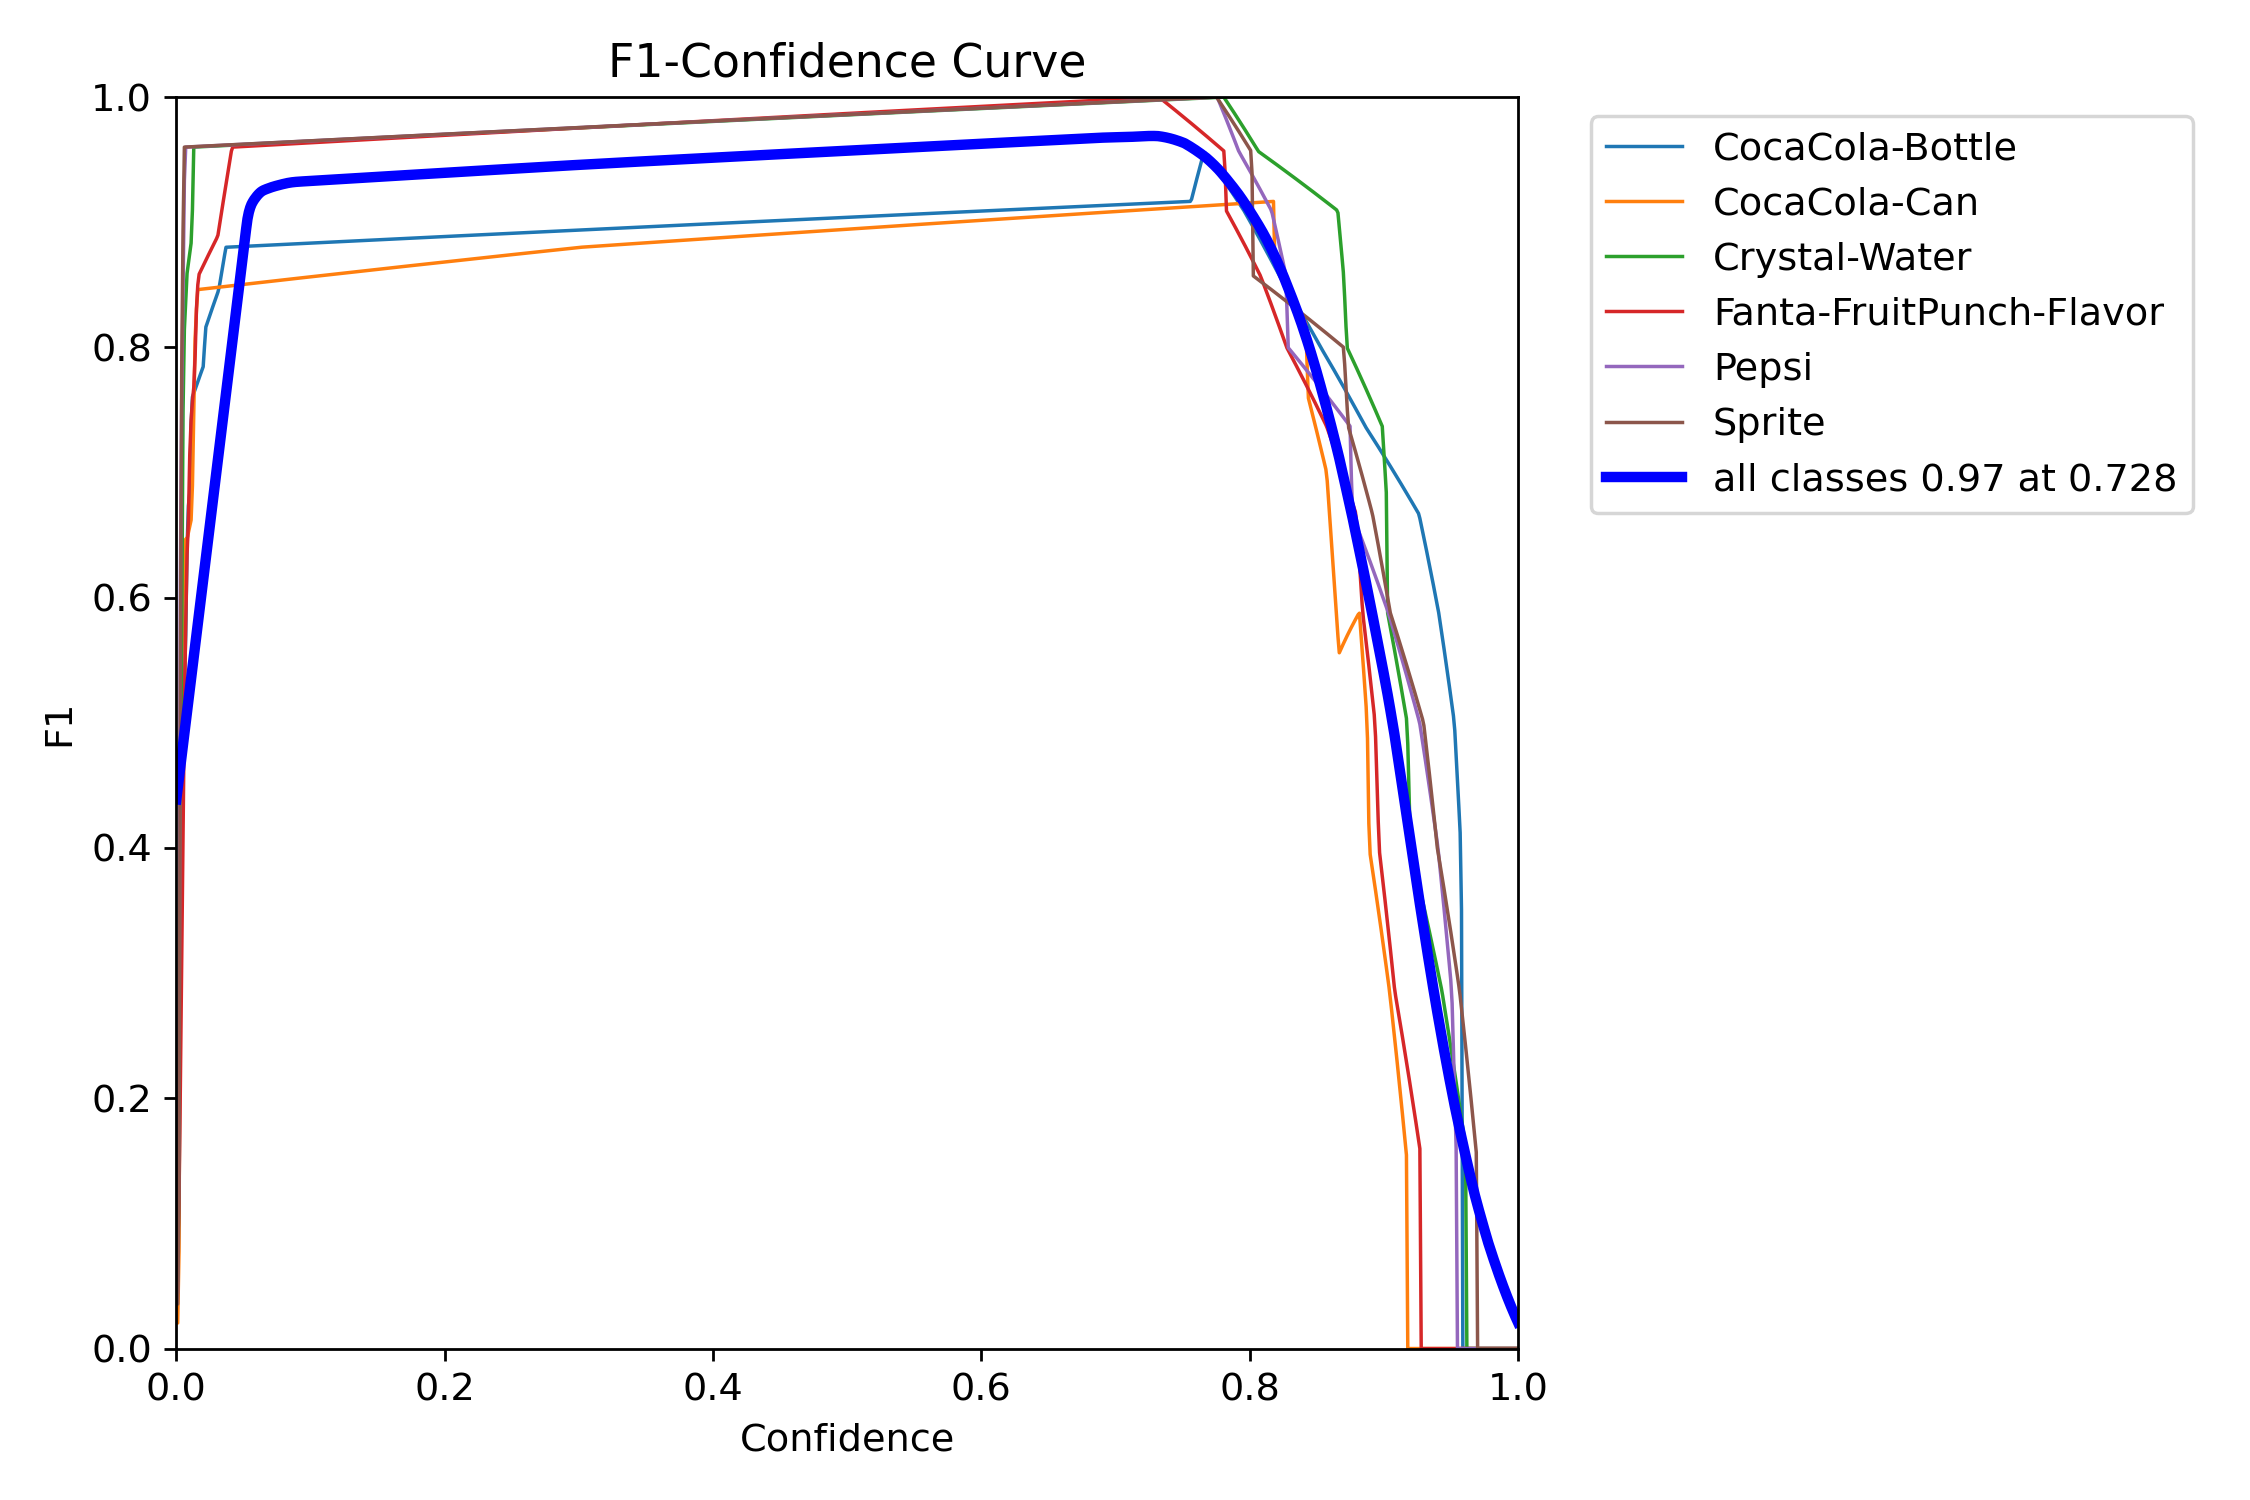 F1-Confidence Curve
1.0
0.8
0.6
0.4
0.2
0.0
F1
0.0 0.2 0.4 0.6 0.8 1.0
Confidence
CocaCola-Bottle
CocaCola-Can
Crystal-Water
Fanta-FruitPunch-Flavor
Pepsi
Sprite
all classes 0.97 at 0.728